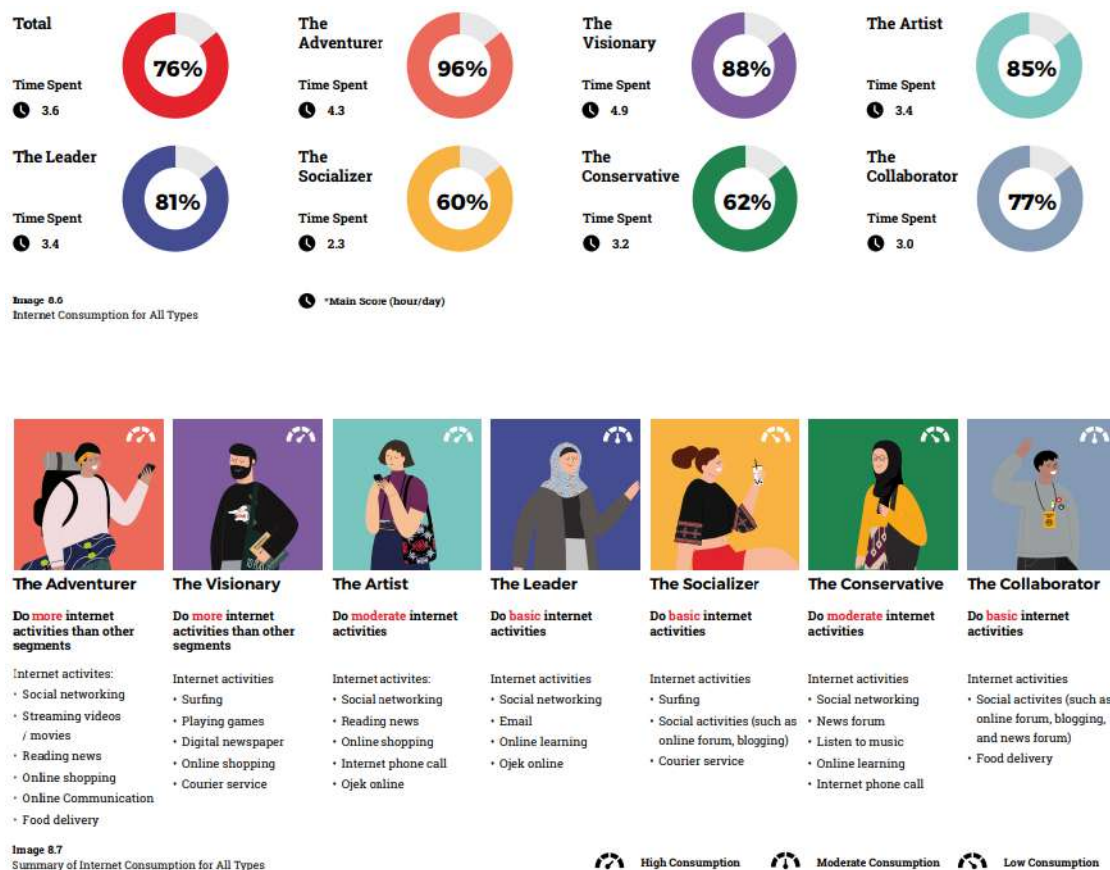 Total
76%
Time Spent
3.6
The
Adventurer
96%
Time Spent
4.3
The
Visionary
88%
Time Spent
4.9
The Artist
85%
Time Spent
3.4
The Leader
81%
Time Spent
3.4
The
Socializer
60%
Time Spent
2.3
The
Conservative
62%
Time Spent
3.2
The
Collaborator
77%
Time Spent
3.0
Image 8.6
Internet Consumption for All Types
*Main Score (hour/day)
The Adventurer
Do more internet
activities than other
segments
Internet activites:
• Social networking
• Streaming videos
/ movies
• Reading news
• Online shopping
• Online Communication
• Food delivery
The Visionary
Do more internet
activities than other
segments
Internet activities
• Surfing
• Playing games
• Digital newspaper
• Online shopping
• Courier service
The Artist
Do moderate internet
activities
Internet activites:
• Social networking
• Reading news
• Online shopping
• Internet phone call
• Ojek online
The Leader
Do basic internet
activities
Internet activities
• Social networking
• Email
• Online learning
• Ojek online
The Socializer
Do basic internet
activities
Internet activities
• Surfing
• Social activities (such as
online forum, blogging)
• Courier service
The Conservative
Do moderate internet
activities
Internet activities
• Social networking
• News forum
• Listen to music
• Online learning
• Internet phone call
The Collaborator
Do basic internet
activities
Internet activities
• Social activites (such as
online forum, blogging,
and news forum)
• Food delivery
Image 8.7
Summary of Internet Consumption for All Types
High Consumption
Moderate Consumption
Low Consumption